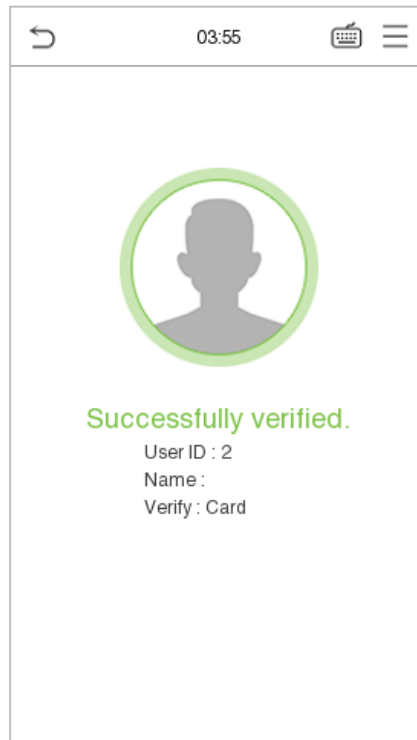 03:55
Successfully verified.
User ID : 2
Name :
Verify : Card